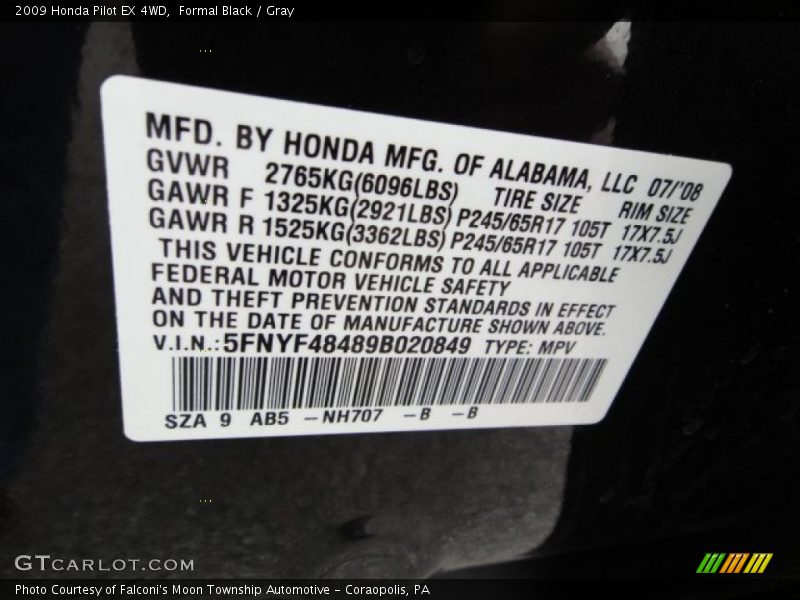 2009 Honda Pilot EX 4WD,  Formal Black / Gray
MFD. BY HONDA MFG. OF ALABAMA, LLC 07/'08
GVWR 2765KG(6096LBS) TIRE SIZE RIM SIZE
GAWR F 1325KG(2921LBS) P245/65R17 105T 17X7.5J
GAWR R 1525KG(3362LBS) P245/65R17 105T 17X7.5J
THIS VEHICLE CONFORMS TO ALL APPLICABLE
FEDERAL MOTOR VEHICLE SAFETY
AND THEFT PREVENTION STANDARDS IN EFFECT
ON THE DATE OF MANUFACTURE SHOWN ABOVE.
V.I.N.: 5FNYF48489B020849 TYPE: MPV
SZA 9 AB5 -NH707 -B -B
GTCARLOT.COM
Photo Courtesy of Falconi's Moon Township Automotive - Coraopolis, PA